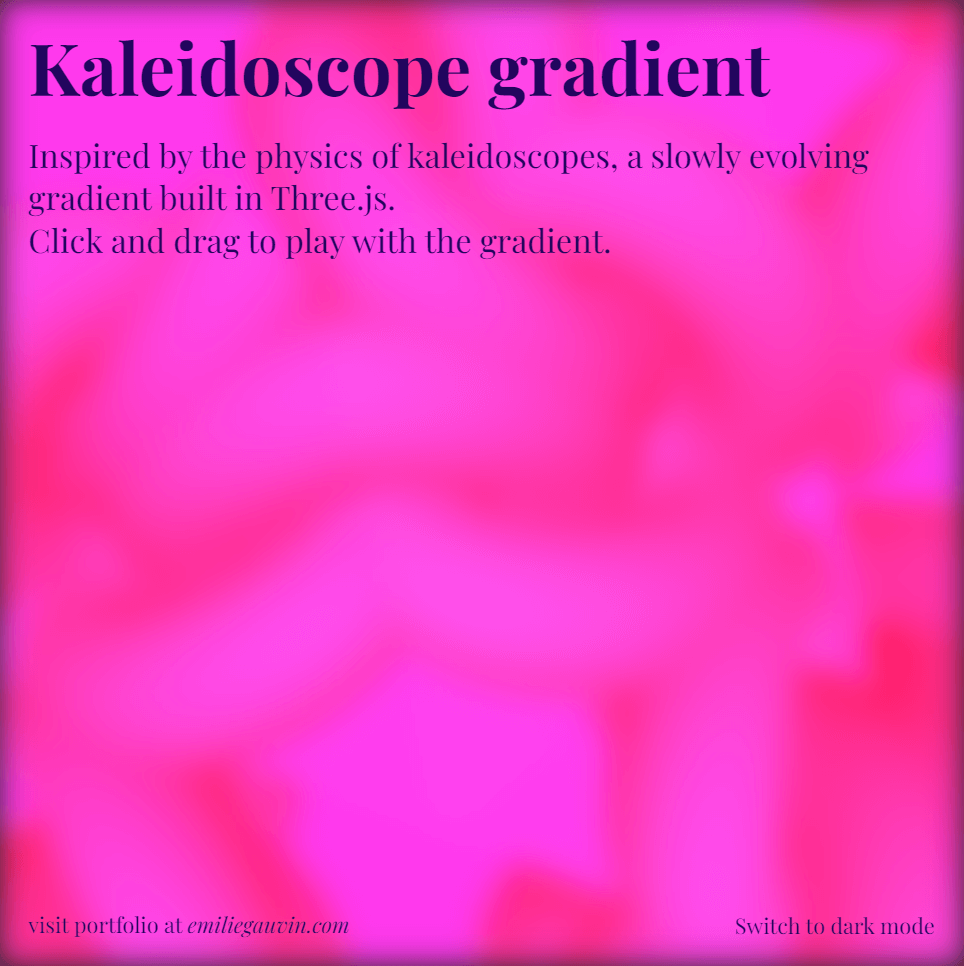 Kaleidoscope gradient
Inspired by the physics of kaleidoscopes, a slowly evolving
gradient built in Three.js.
Click and drag to play with the gradient.
visit portfolio at emiliegauvin.com
Switch to dark mode